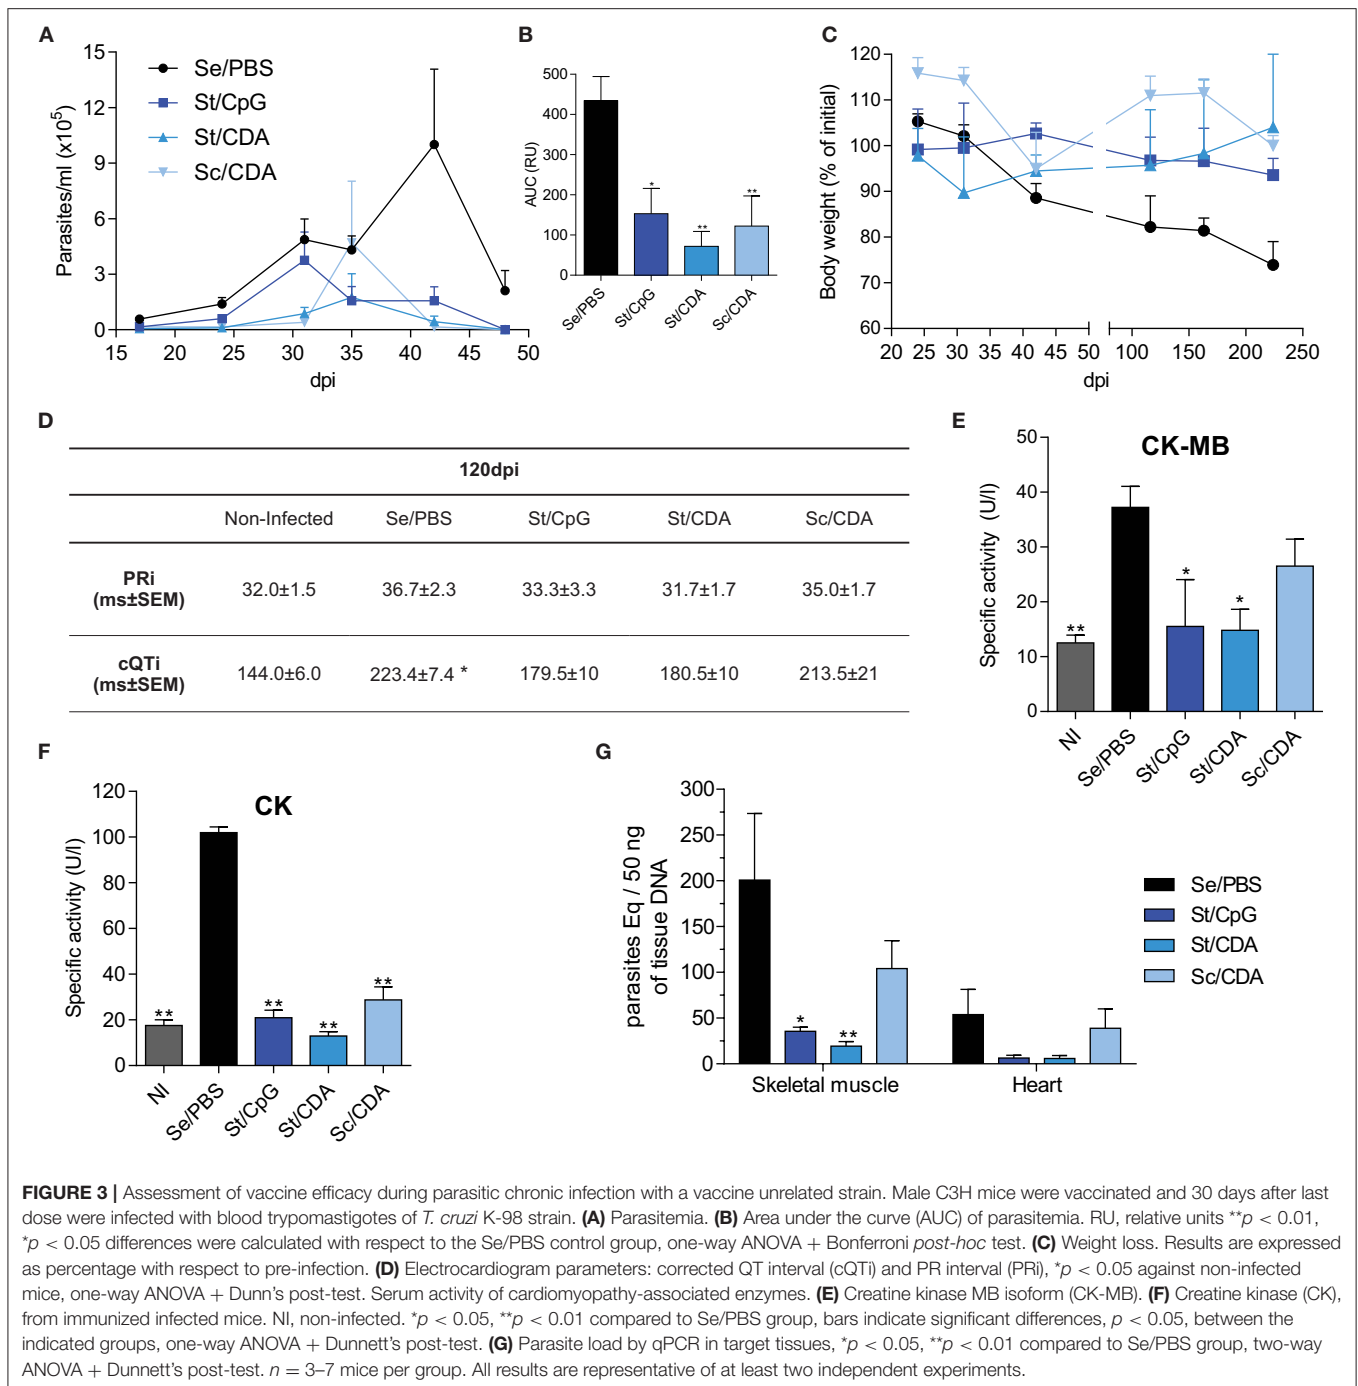 A
15
12
9
6
3
0
Parasites/ml (x10⁵)
Se/PBS
St/CpG
St/CDA
Sc/CDA
15 20 25 30 35 40 45 50
dpi
B
500
400
300
200
100
0
AUC (RU)
* ** **
Se/PBS St/CpG St/CDA Sc/CDA
C
120
110
100
90
80
70
60
Body weight (% of initial)
20 25 30 35 40 45 50 100 150 200 250
dpi
D
120dpi
Non-Infected Se/PBS St/CpG St/CDA Sc/CDA
PRi
(ms±SEM) 32.0±1.5 36.7±2.3 33.3±3.3 31.7±1.7 35.0±1.7
cQTi
(ms±SEM) 144.0±6.0 223.4±7.4 * 179.5±10 180.5±10 213.5±21
E
CK-MB
50
40
30
20
10
0
Specific activity (U/l)
** * *
NI Se/PBS St/CpG St/CDA Sc/CDA
F
CK
120
100
80
60
40
20
0
Specific activity (U/l)
** ** ** **
NI Se/PBS St/CpG St/CDA Sc/CDA
G
300
250
200
150
100
50
0
parasites Eq / 50 ng
of tissue DNA
* **
Skeletal muscle Heart
Se/PBS
St/CpG
St/CDA
Sc/CDA
FIGURE 3 | Assessment of vaccine efficacy during parasitic chronic infection with a vaccine unrelated strain. Male C3H mice were vaccinated and 30 days after last
dose were infected with blood trypomastigotes of T. cruzi K-98 strain. (A) Parasitemia. (B) Area under the curve (AUC) of parasitemia. RU, relative units **p < 0.01,
*p < 0.05 differences were calculated with respect to the Se/PBS control group, one-way ANOVA + Bonferroni post-hoc test. (C) Weight loss. Results are expressed
as percentage with respect to pre-infection. (D) Electrocardiogram parameters: corrected QT interval (cQTi) and PR interval (PRi), *p < 0.05 against non-infected
mice, one-way ANOVA + Dunn's post-test. Serum activity of cardiomyopathy-associated enzymes. (E) Creatine kinase MB isoform (CK-MB). (F) Creatine kinase (CK),
from immunized infected mice. NI, non-infected. *p < 0.05, **p < 0.01 compared to Se/PBS group, bars indicate significant differences, p < 0.05, between the
indicated groups, one-way ANOVA + Dunnett's post-test. (G) Parasite load by qPCR in target tissues, *p < 0.05, **p < 0.01 compared to Se/PBS group, two-way
ANOVA + Dunnett's post-test. n = 3–7 mice per group. All results are representative of at least two independent experiments.